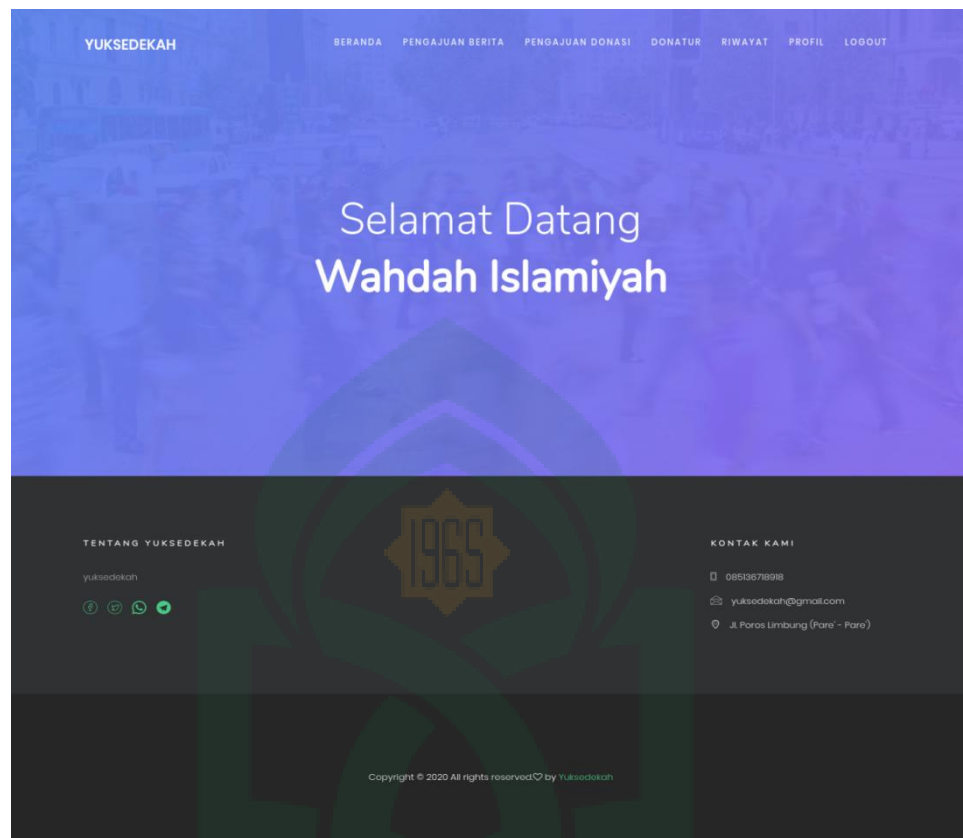 YUKSEDEKAH
BERANDA PENGAJUAN BERITA PENGAJUAN DONASI DONATUR RIWAYAT PROFIL LOGOUT
Selamat Datang
Wahdah Islamiyah
1965
TENTANG YUKSEDEKAH
yuksedekah
KONTAK KAMI
085136718918
yuksedekah@gmail.com
Jl. Poros Limbung (Pare' - Pare')
Copyright © 2020 All rights reserved♡ by Yuksedekah